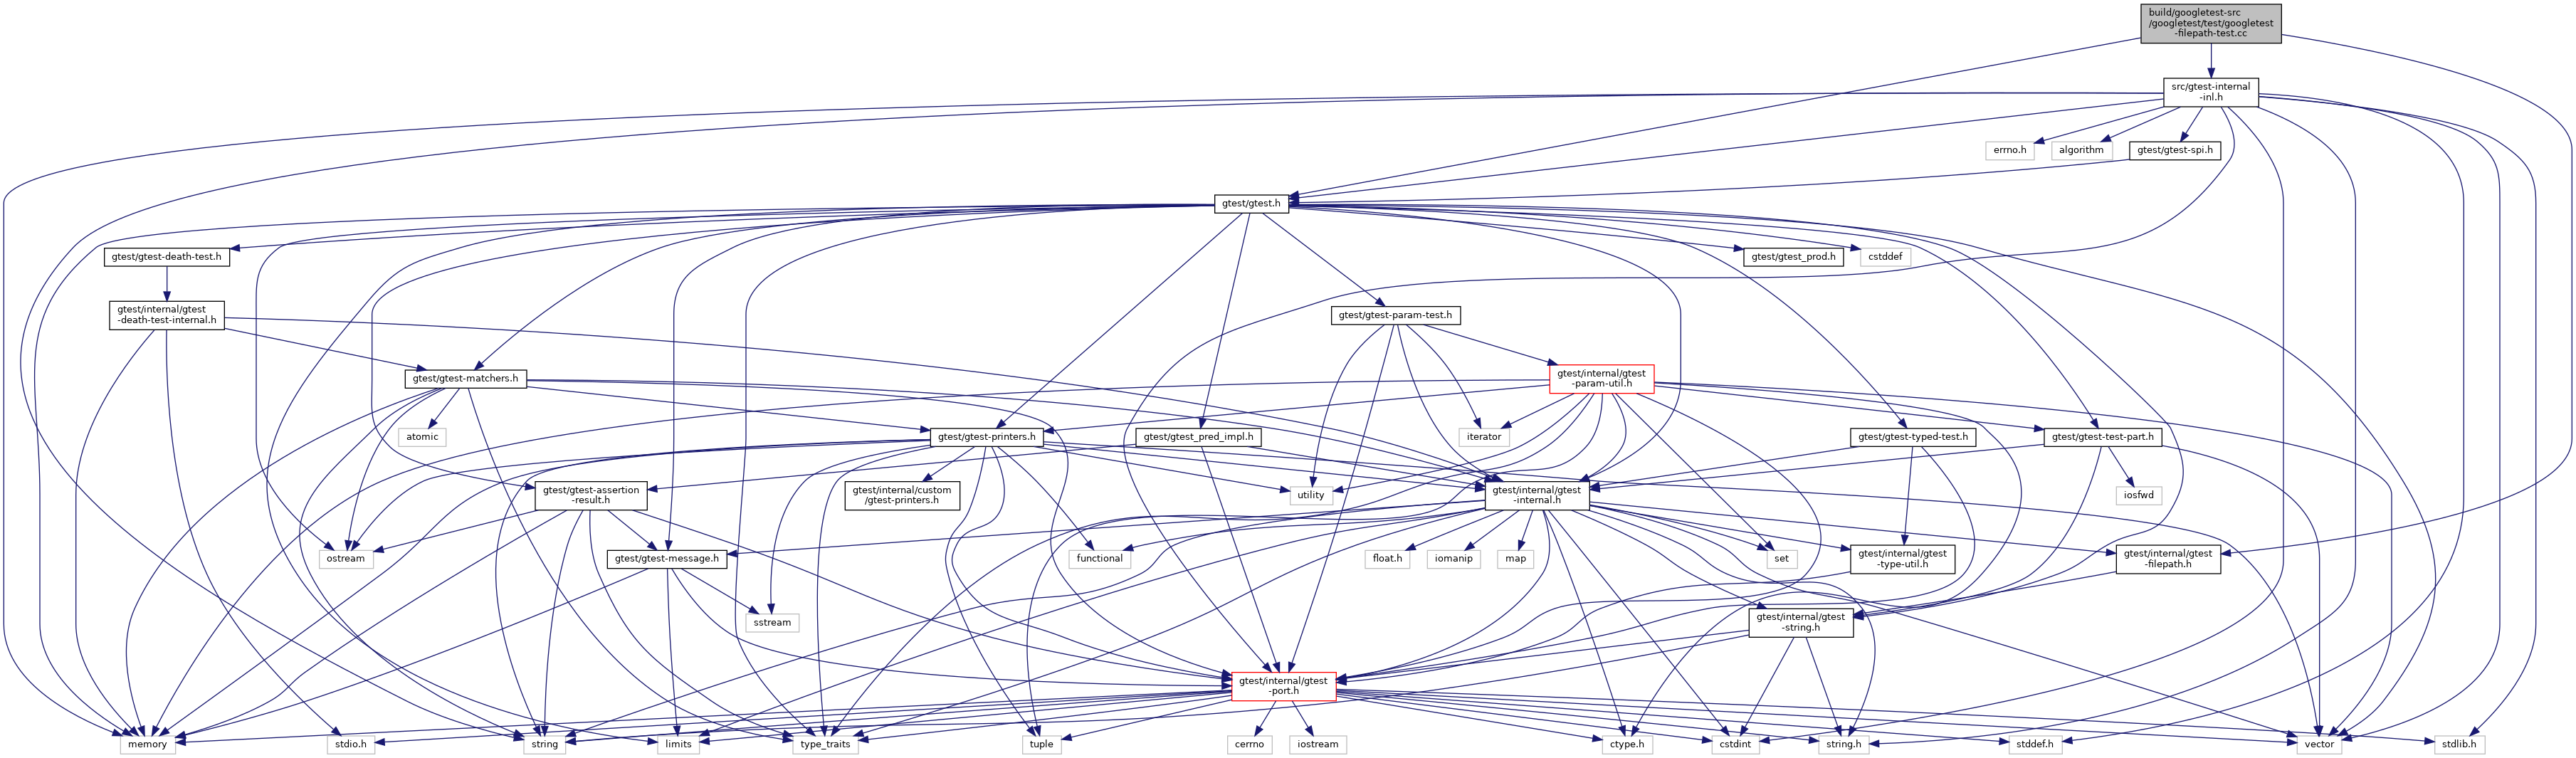 build/googletest-src
/googletest/test/googletest
-filepath-test.cc
src/gtest-internal
-inl.h
errno.h
algorithm
gtest/gtest-spi.h
gtest/gtest.h
gtest/gtest-death-test.h
gtest/gtest_prod.h
cstddef
gtest/internal/gtest
-death-test-internal.h
gtest/gtest-param-test.h
gtest/gtest-matchers.h
gtest/internal/gtest
-param-util.h
atomic
gtest/gtest-printers.h
gtest/gtest_pred_impl.h
iterator
gtest/gtest-typed-test.h
gtest/gtest-test-part.h
gtest/gtest-assertion
-result.h
gtest/internal/custom
/gtest-printers.h
utility
gtest/internal/gtest
-internal.h
iosfwd
ostream
gtest/gtest-message.h
functional
float.h
iomanip
map
set
gtest/internal/gtest
-type-util.h
gtest/internal/gtest
-filepath.h
sstream
gtest/internal/gtest
-string.h
gtest/internal/gtest
-port.h
memory
stdio.h
string
limits
type_traits
tuple
cerrno
iostream
ctype.h
cstdint
string.h
stddef.h
vector
stdlib.h